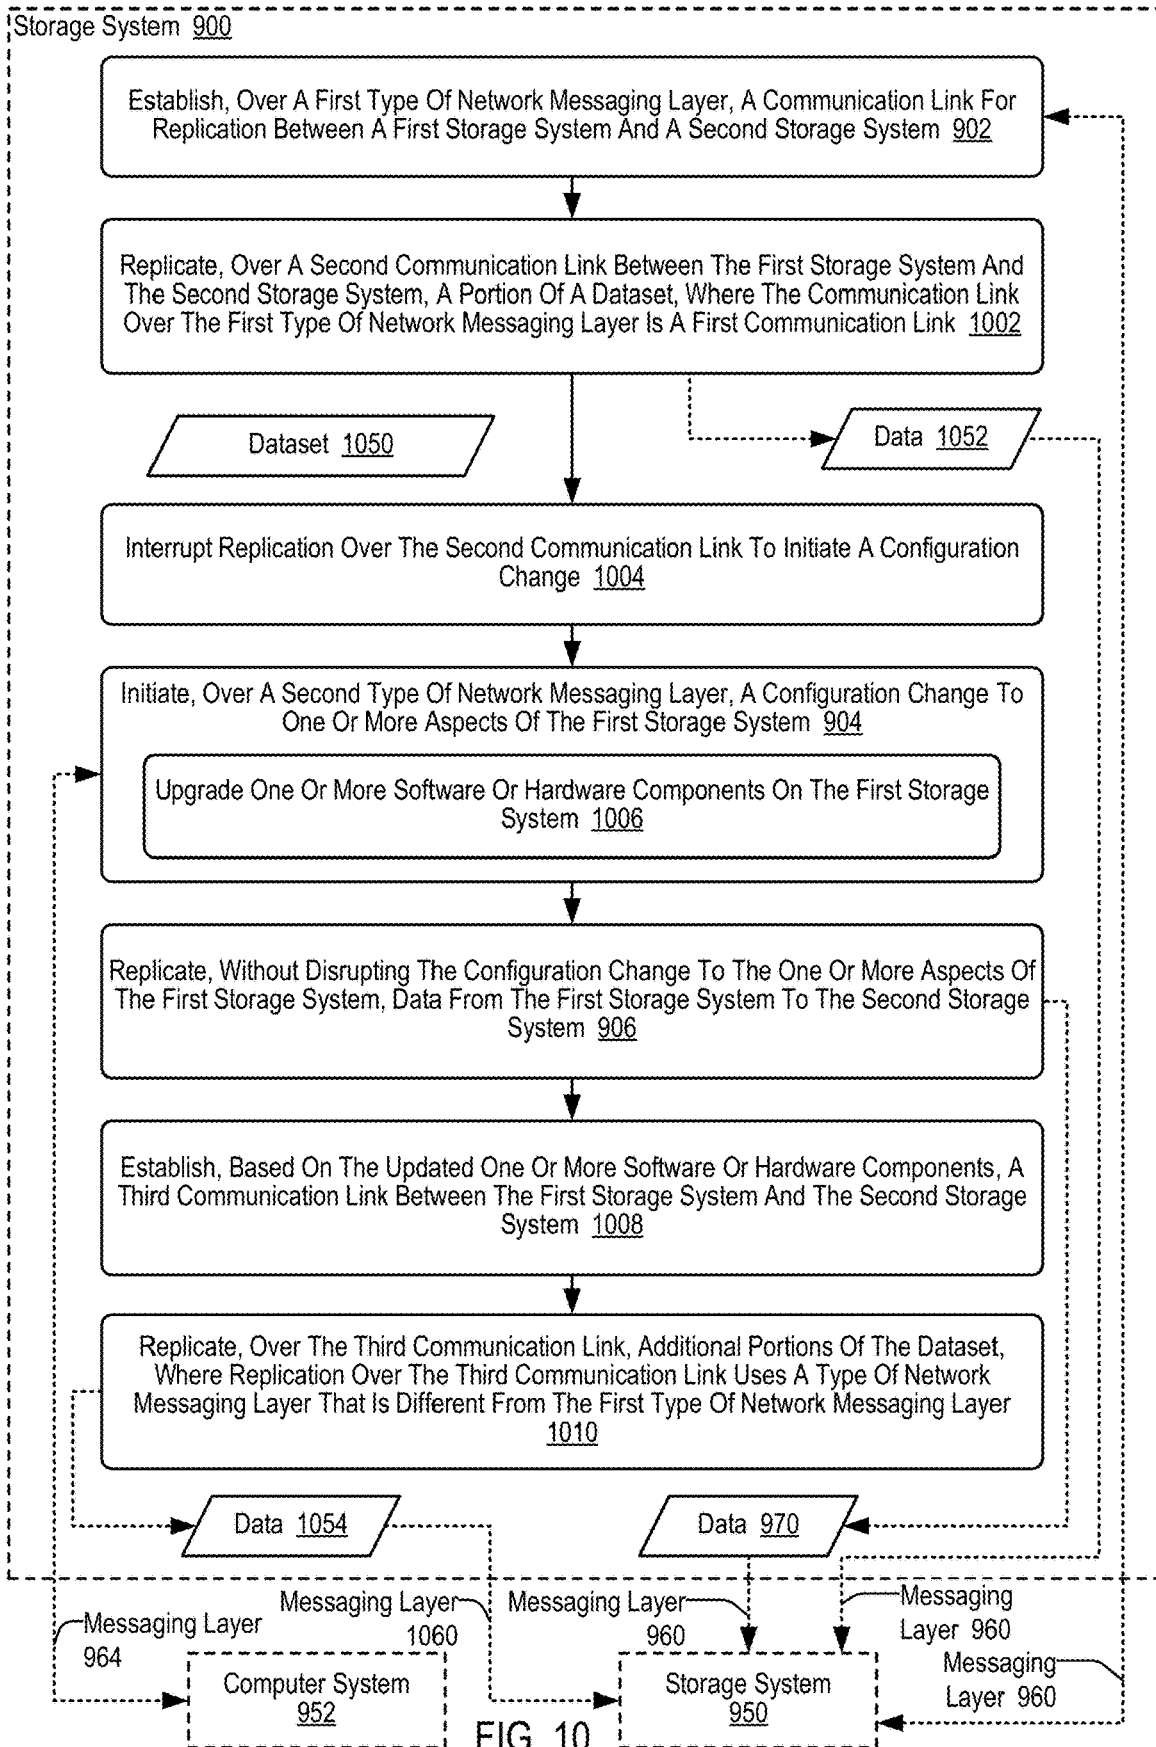 Storage System 900
Establish, Over A First Type Of Network Messaging Layer, A Communication Link For
Replication Between A First Storage System And A Second Storage System 902
Replicate, Over A Second Communication Link Between The First Storage System And
The Second Storage System, A Portion Of A Dataset, Where The Communication Link
Over The First Type Of Network Messaging Layer Is A First Communication Link 1002
Dataset 1050
Data 1052
Interrupt Replication Over The Second Communication Link To Initiate A Configuration
Change 1004
Initiate, Over A Second Type Of Network Messaging Layer, A Configuration Change To
One Or More Aspects Of The First Storage System 904
Upgrade One Or More Software Or Hardware Components On The First Storage
System 1006
Replicate, Without Disrupting The Configuration Change To The One Or More Aspects Of
The First Storage System, Data From The First Storage System To The Second Storage
System 906
Establish, Based On The Updated One Or More Software Or Hardware Components, A
Third Communication Link Between The First Storage System And The Second Storage
System 1008
Replicate, Over The Third Communication Link, Additional Portions Of The Dataset,
Where Replication Over The Third Communication Link Uses A Type Of Network
Messaging Layer That Is Different From The First Type Of Network Messaging Layer
1010
Data 1054
Data 970
Messaging Layer
964
Messaging Layer
1060
Messaging Layer
960
Messaging
Layer 960
Messaging
Layer 960
Computer System
952
Storage System
950
FIG. 10